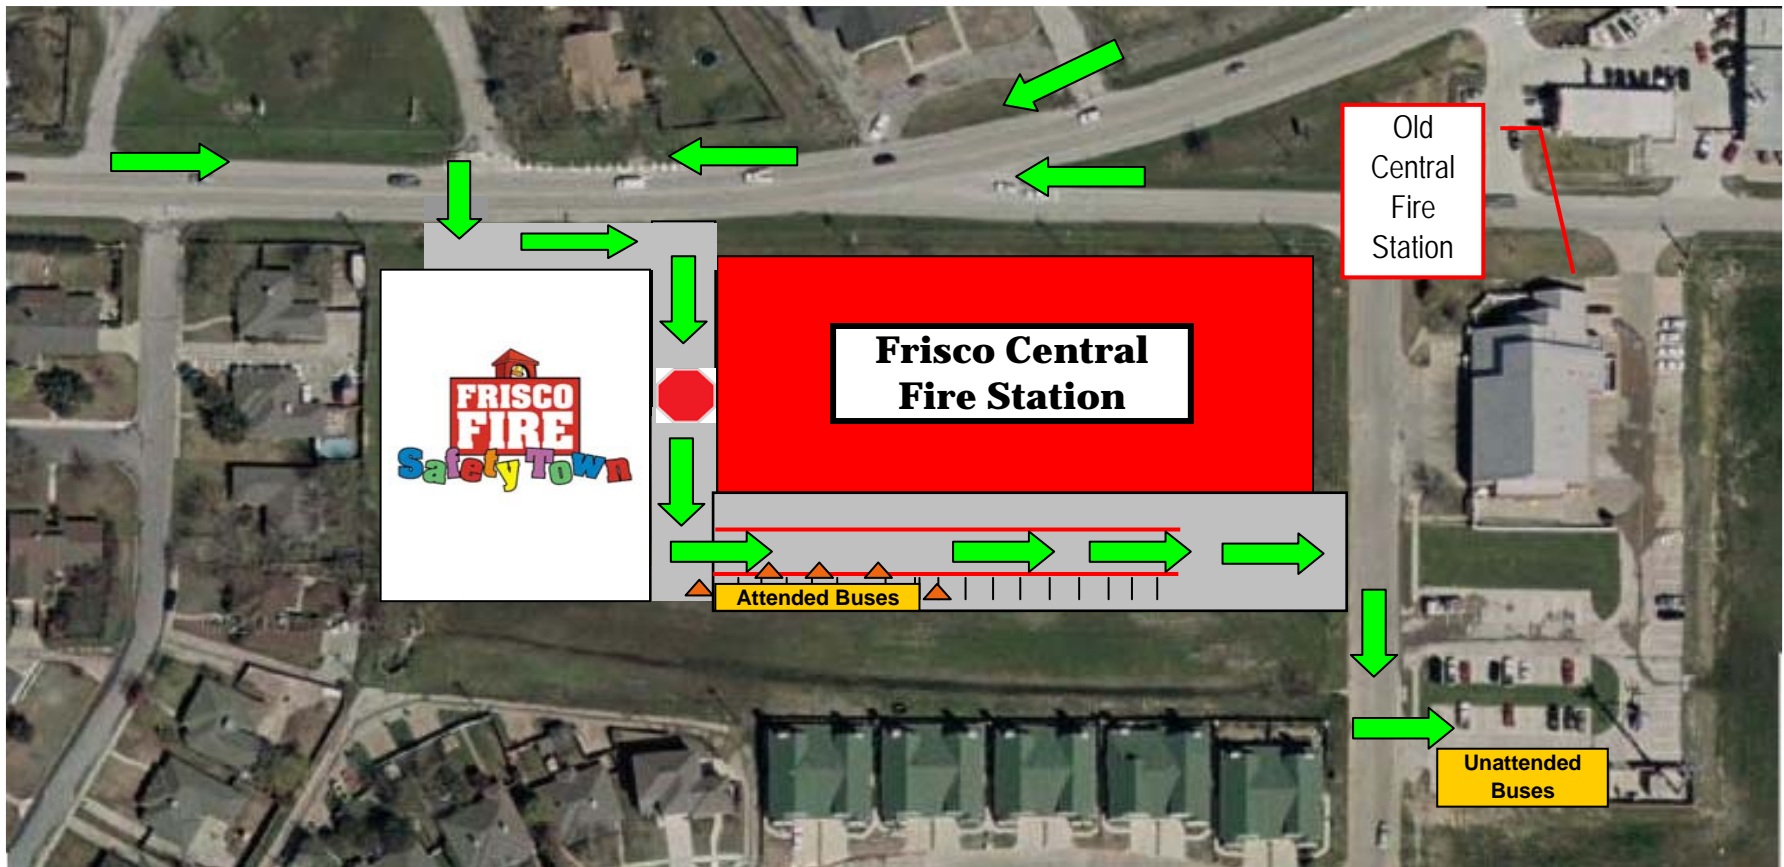 Old
Central
Fire
Station
Frisco Central
Fire Station
FRISCO
FIRE
Safety Town
Attended Buses
Unattended
Buses